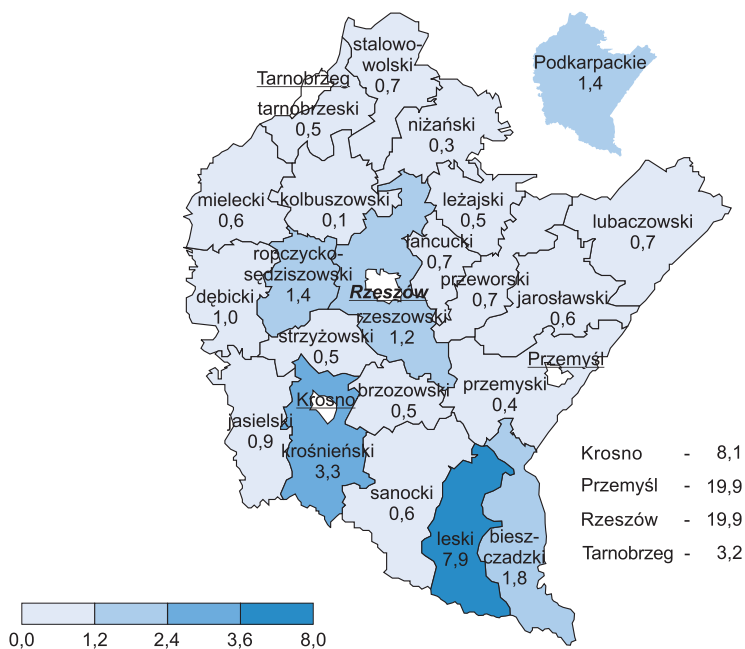 stalowo-
wolski
0,7
Podkarpackie
1,4
Tarnobrzeg
tarnobrzeski
0,5
niżański
0,3
mielecki
0,6
kolbuszowski
0,1
leżajski
0,5
lubaczowski
0,7
ropczycko-
sędziszowski
1,4
łańcucki
0,7
przeworski
0,7
jarosławski
0,6
dębicki
1,0
Rzeszów
rzeszowski
1,2
strzyżowski
0,5
Przemyśl
przemyski
0,4
Krosno
brzozowski
0,5
jasielski
0,9
krośnieński
3,3
sanocki
0,6
leski
7,9
biesz-
czadzki
1,8
Krosno - 8,1
Przemyśl - 19,9
Rzeszów - 19,9
Tarnobrzeg - 3,2
0,0 1,2 2,4 3,6 8,0